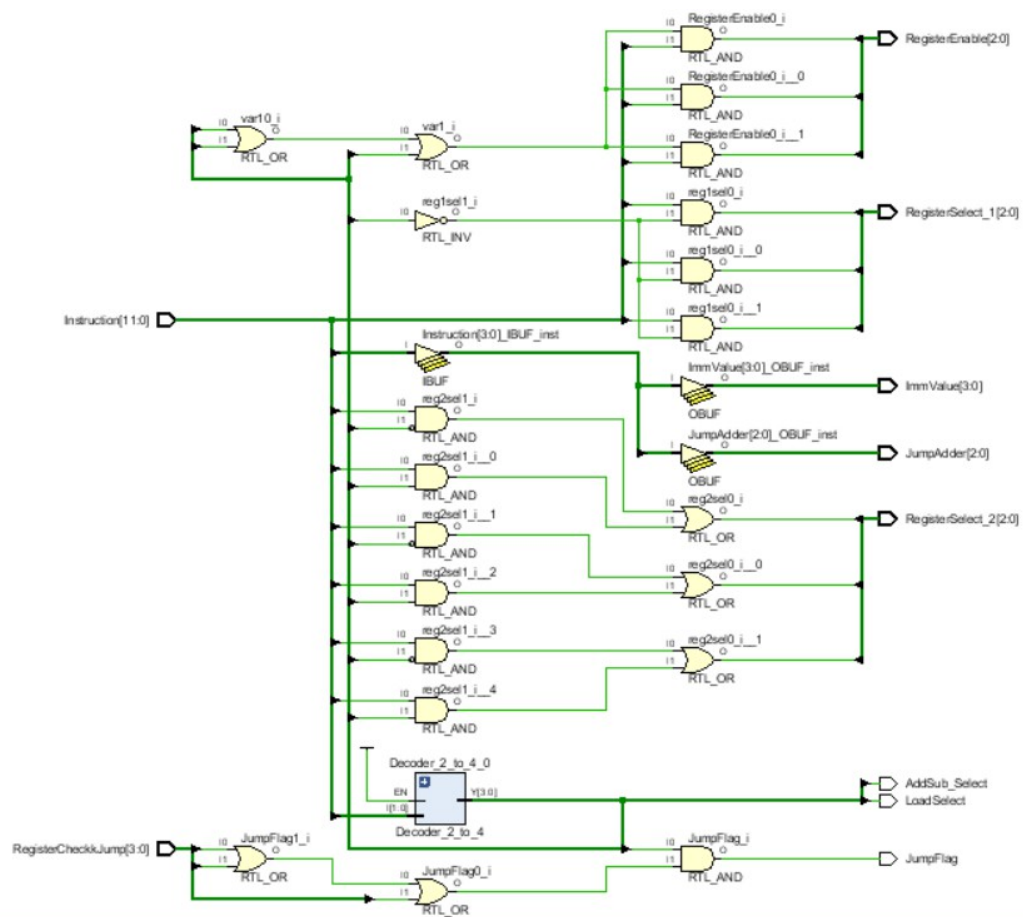 I0
I1
RegisterEnable0_i
O
RTL_AND
RegisterEnable[2:0]
I0
I1
RegisterEnable0_i__0
O
RTL_AND
I0
I1
var10_i
O
RTL_OR
I0
I1
var1_i
O
RTL_OR
I0
I1
RegisterEnable0_i__1
O
RTL_AND
I0
reg1sel1_i
O
RTL_INV
I0
I1
reg1sel0_i
O
RTL_AND
RegisterSelect_1[2:0]
I0
I1
reg1sel0_i__0
O
RTL_AND
I0
I1
reg1sel0_i__1
O
RTL_AND
Instruction[11:0]
Instruction[3:0]_IBUF_inst
I
O
IBUF
ImmValue[3:0]_OBUF_inst
I
O
OBUF
ImmValue[3:0]
reg2sel1_i
I0
I1
O
RTL_AND
JumpAdder[2:0]_OBUF_inst
I
O
OBUF
JumpAdder[2:0]
reg2sel1_i__0
I0
I1
O
RTL_AND
reg2sel0_i
I0
I1
O
RTL_OR
RegisterSelect_2[2:0]
reg2sel1_i__1
I0
I1
O
RTL_AND
reg2sel1_i__2
I0
I1
O
RTL_AND
reg2sel0_i__0
I0
I1
O
RTL_OR
reg2sel1_i__3
I0
I1
O
RTL_AND
reg2sel0_i__1
I0
I1
O
RTL_OR
reg2sel1_i__4
I0
I1
O
RTL_AND
Decoder_2_to_4_0
EN
I[1:0]
Y[3:0]
Decoder_2_to_4
AddSub_Select
LoadSelect
RegisterCheckkJump[3:0]
JumpFlag1_i
I0
I1
O
RTL_OR
JumpFlag0_i
I0
I1
O
RTL_OR
JumpFlag_i
I0
I1
O
RTL_AND
JumpFlag